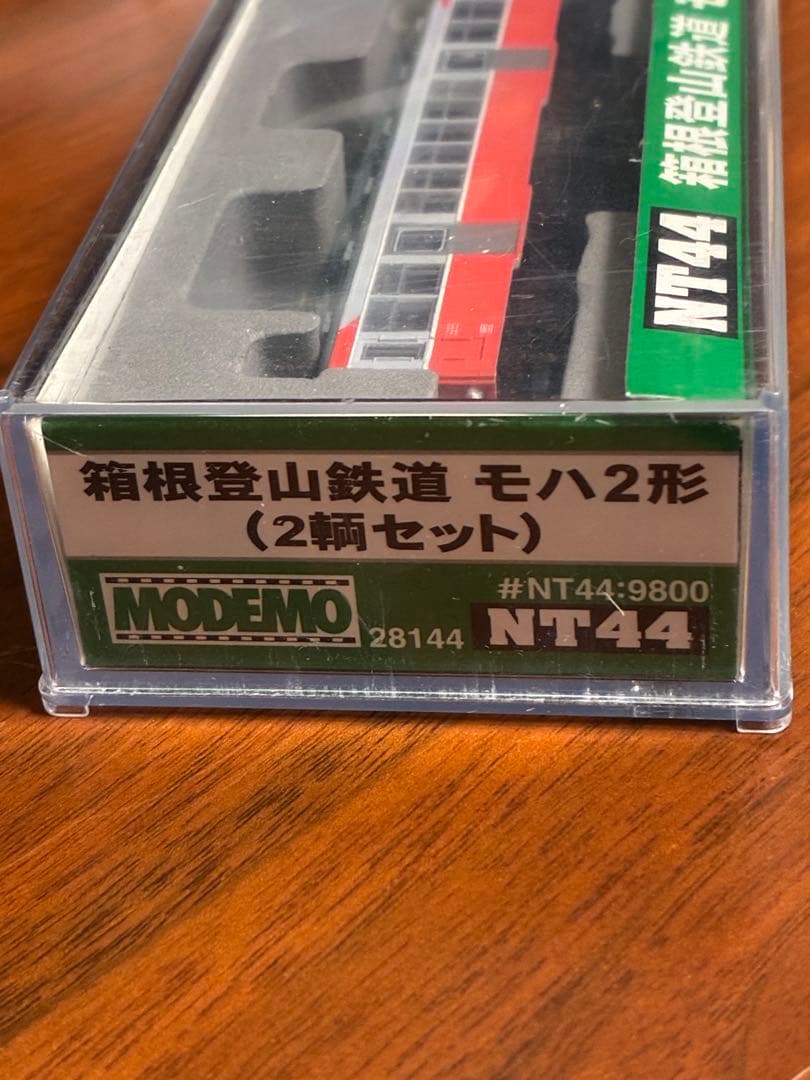 箱根登山鉄道 モ
NT44
箱根登山鉄道 モハ2形
(2輌セット)
MODEMO
28144
#NT44:9800
NT44